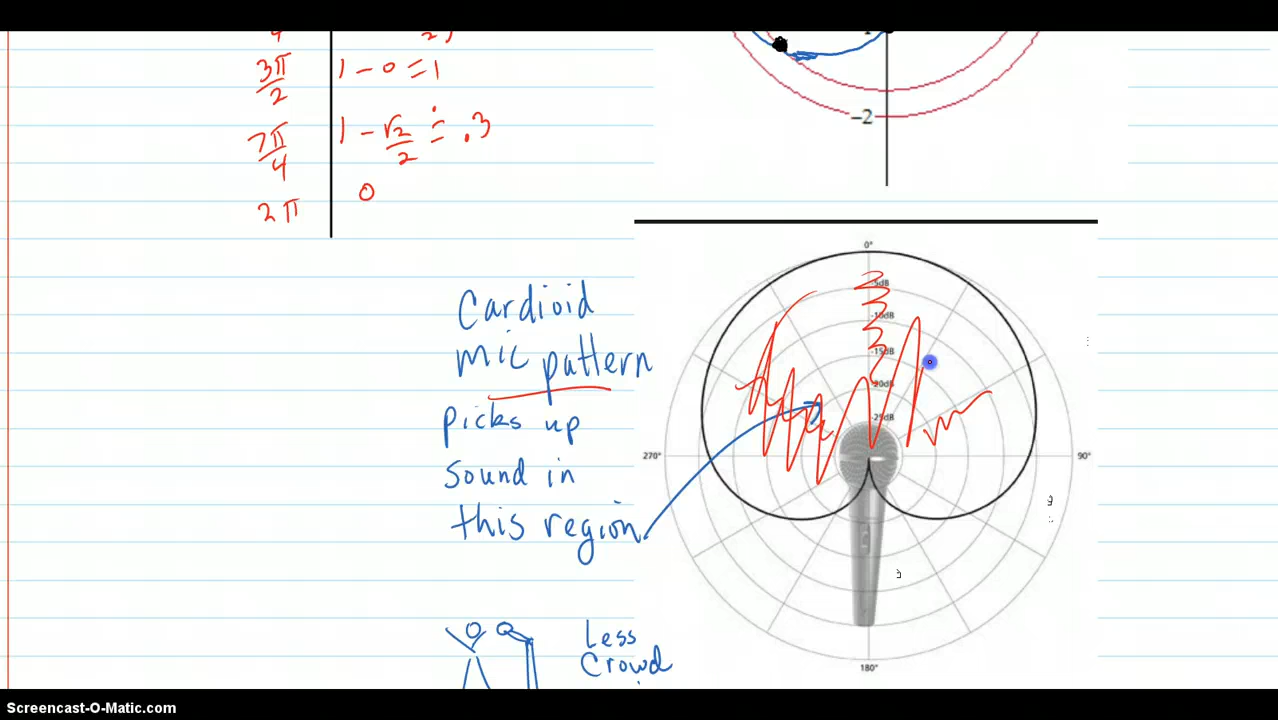 3π/2 | 1 - 0 = 1
7π/4 | 1 - √2/2 ≐ .3
2π | 0
-2
Cardioid
mic pattern
picks up
sound in
this region
0°
-5dB
-10dB
-15dB
-20dB
-25dB
270°
90°
180°
Less
Crowd
Screencast-O-Matic.com